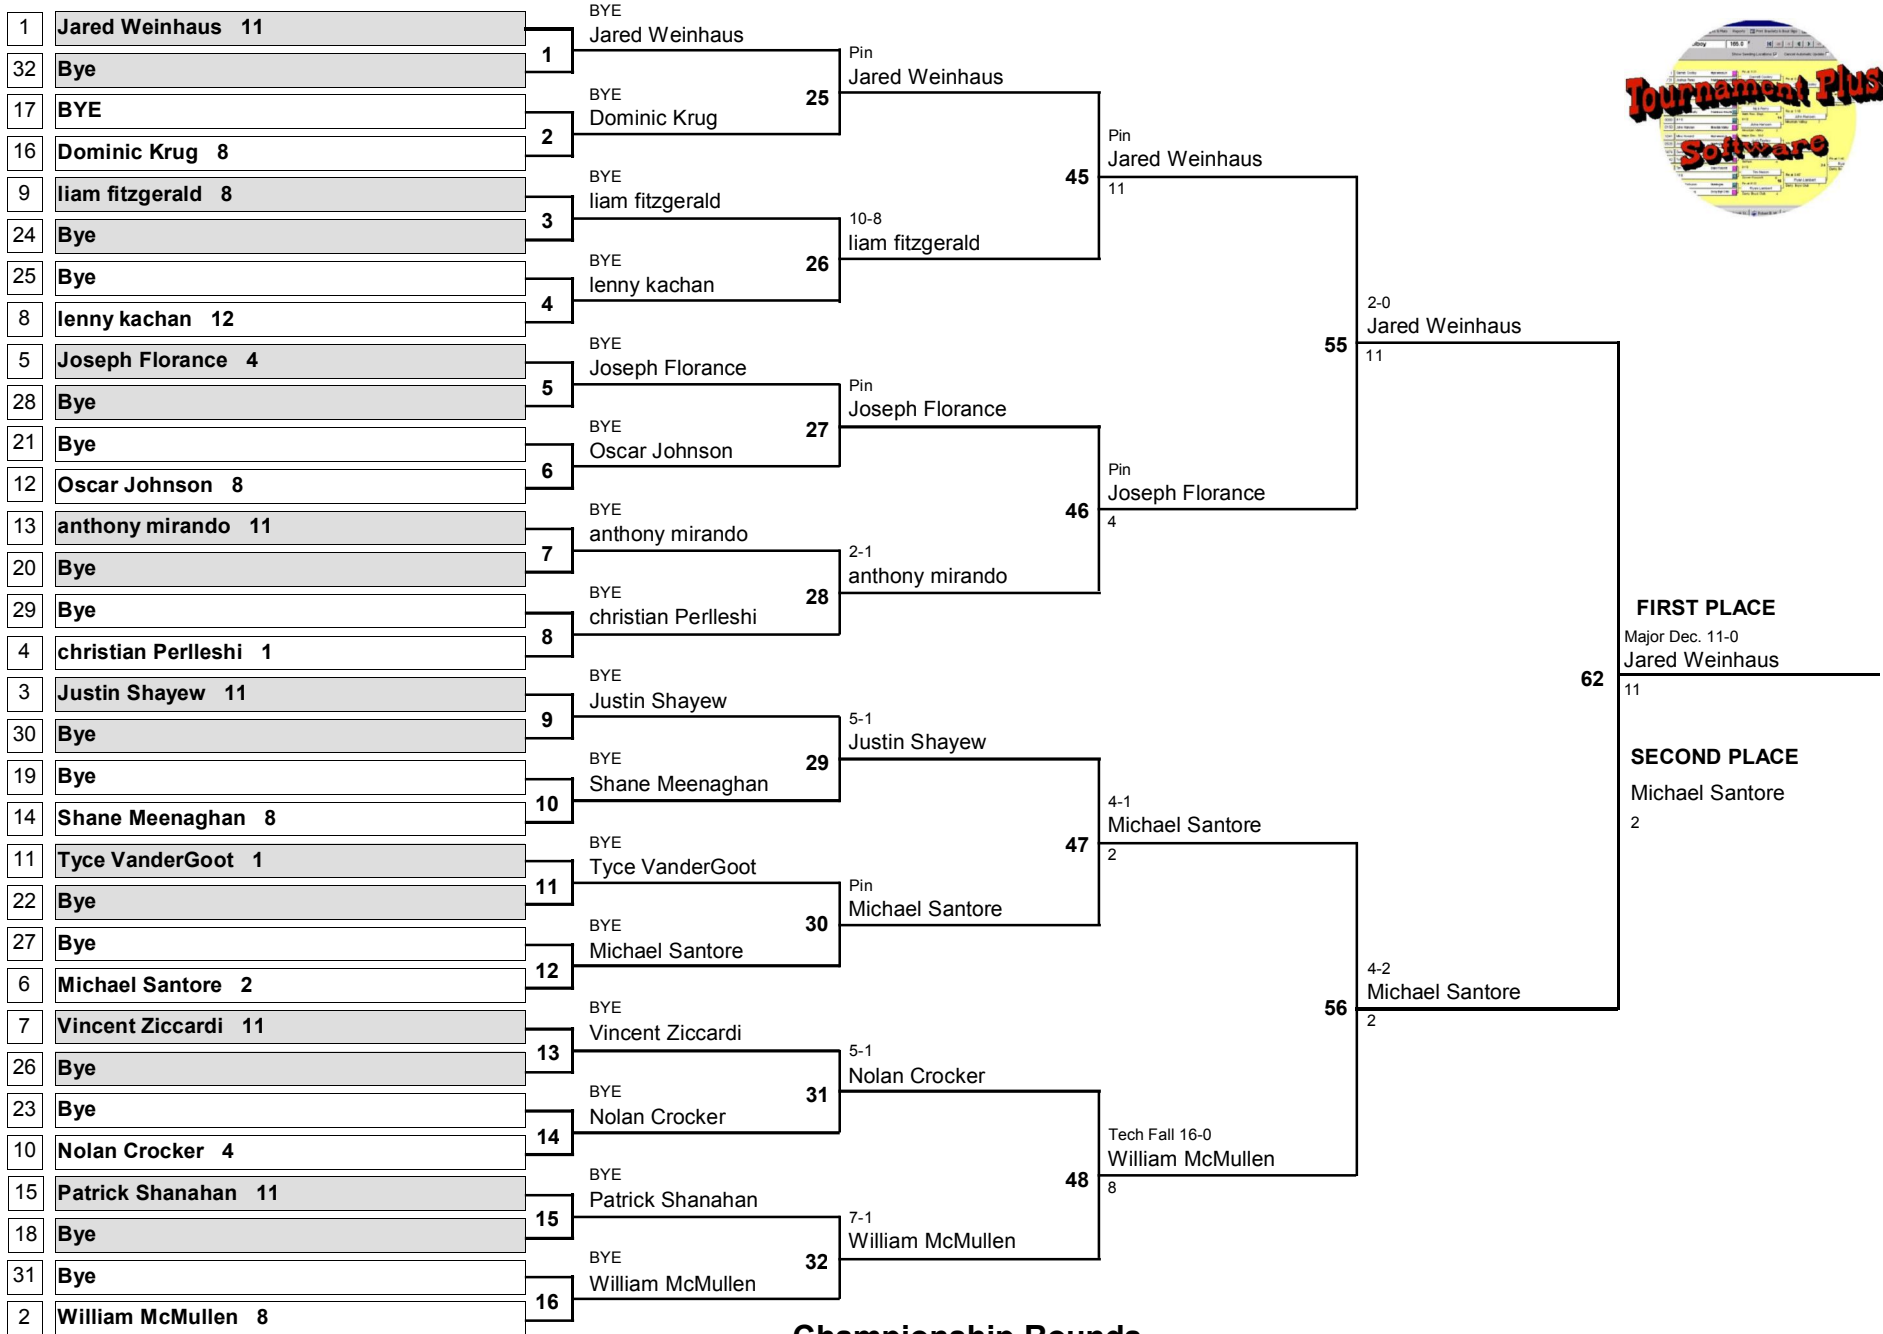 1 Jared Weinhaus 11
32 Bye
17 BYE
16 Dominic Krug 8
9 liam fitzgerald 8
24 Bye
25 Bye
8 lenny kachan 12
5 Joseph Florance 4
28 Bye
21 Bye
12 Oscar Johnson 8
13 anthony mirando 11
20 Bye
29 Bye
4 christian Perlleshi 1
3 Justin Shayew 11
30 Bye
19 Bye
14 Shane Meenaghan 8
11 Tyce VanderGoot 1
22 Bye
27 Bye
6 Michael Santore 2
7 Vincent Ziccardi 11
26 Bye
23 Bye
10 Nolan Crocker 4
15 Patrick Shanahan 11
18 Bye
31 Bye
2 William McMullen 8
BYE
Jared Weinhaus
1
BYE
Dominic Krug
2
BYE
liam fitzgerald
3
BYE
lenny kachan
4
BYE
Joseph Florance
5
BYE
Oscar Johnson
6
BYE
anthony mirando
7
BYE
christian Perlleshi
8
BYE
Justin Shayew
9
BYE
Shane Meenaghan
10
BYE
Tyce VanderGoot
11
BYE
Michael Santore
12
BYE
Vincent Ziccardi
13
BYE
Nolan Crocker
14
BYE
Patrick Shanahan
15
BYE
William McMullen
16
Pin
Jared Weinhaus
25
10-8
liam fitzgerald
26
Pin
Joseph Florance
27
2-1
anthony mirando
28
5-1
Justin Shayew
29
Pin
Michael Santore
30
5-1
Nolan Crocker
31
7-1
William McMullen
32
Pin
Jared Weinhaus
45
11
Pin
Joseph Florance
46
4
4-1
Michael Santore
47
2
Tech Fall 16-0
William McMullen
48
8
2-0
Jared Weinhaus
55
11
4-2
Michael Santore
56
2
FIRST PLACE
Major Dec. 11-0
Jared Weinhaus
62
11
SECOND PLACE
Michael Santore
2
Tournament Plus
Software
Championship Rounds